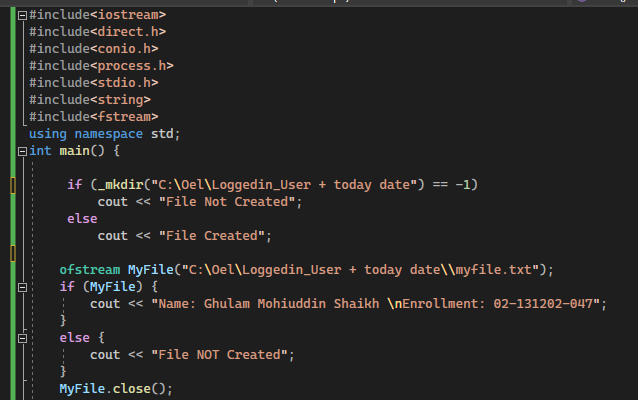 #include<iostream>
#include<direct.h>
#include<conio.h>
#include<process.h>
#include<stdio.h>
#include<string>
#include<fstream>
using namespace std;
int main() {
if (_mkdir("C:\Oel\Loggedin_User + today date") == -1)
cout << "File Not Created";
else
cout << "File Created";
ofstream MyFile("C:\Oel\Loggedin_User + today date\\myfile.txt");
if (MyFile) {
cout << "Name: Ghulam Mohiuddin Shaikh \nEnrollment: 02-131202-047";
}
else {
cout << "File NOT Created";
}
MyFile.close();